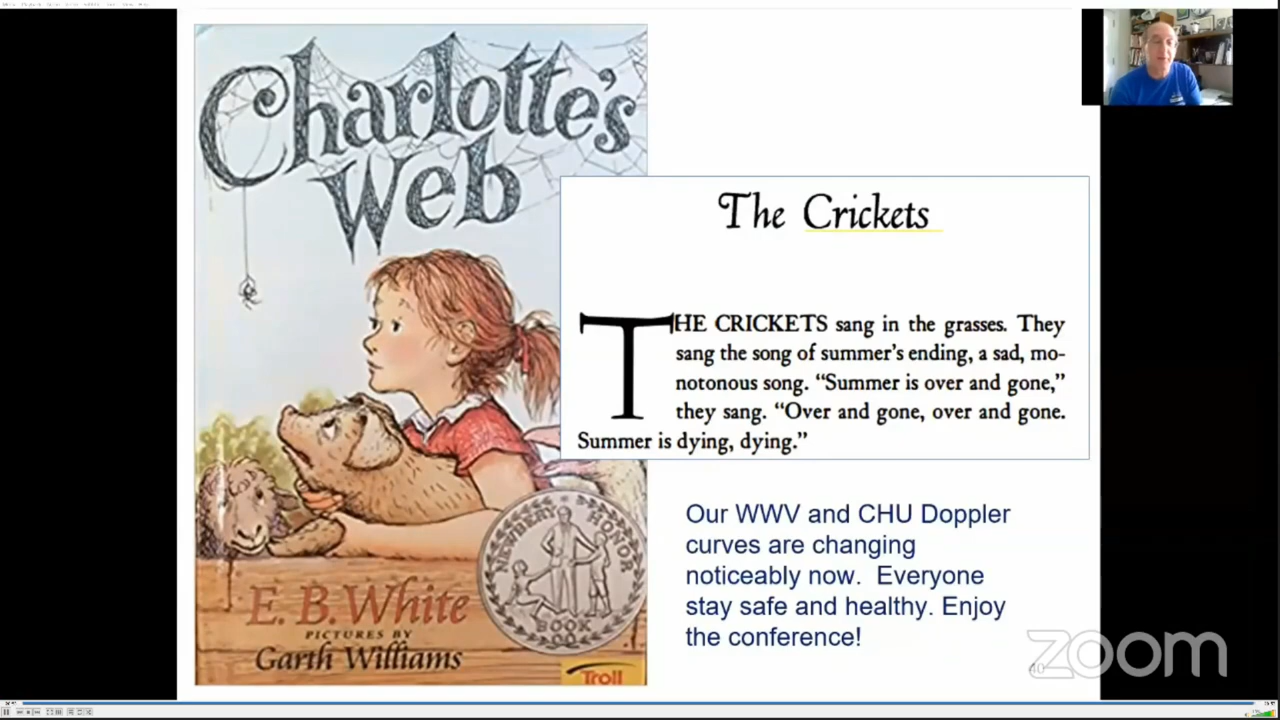 Charlotte's
Web
The Crickets
THE CRICKETS sang in the grasses. They
sang the song of summer's ending, a sad, mo-
notonous song. “Summer is over and gone,”
they sang. “Over and gone, over and gone.
Summer is dying, dying.”
NEWBERY HONOR
BOOK
E. B. White
PICTURES BY
Garth Williams
Troll
Our WWV and CHU Doppler
curves are changing
noticeably now. Everyone
stay safe and healthy. Enjoy
the conference!
40
zoom